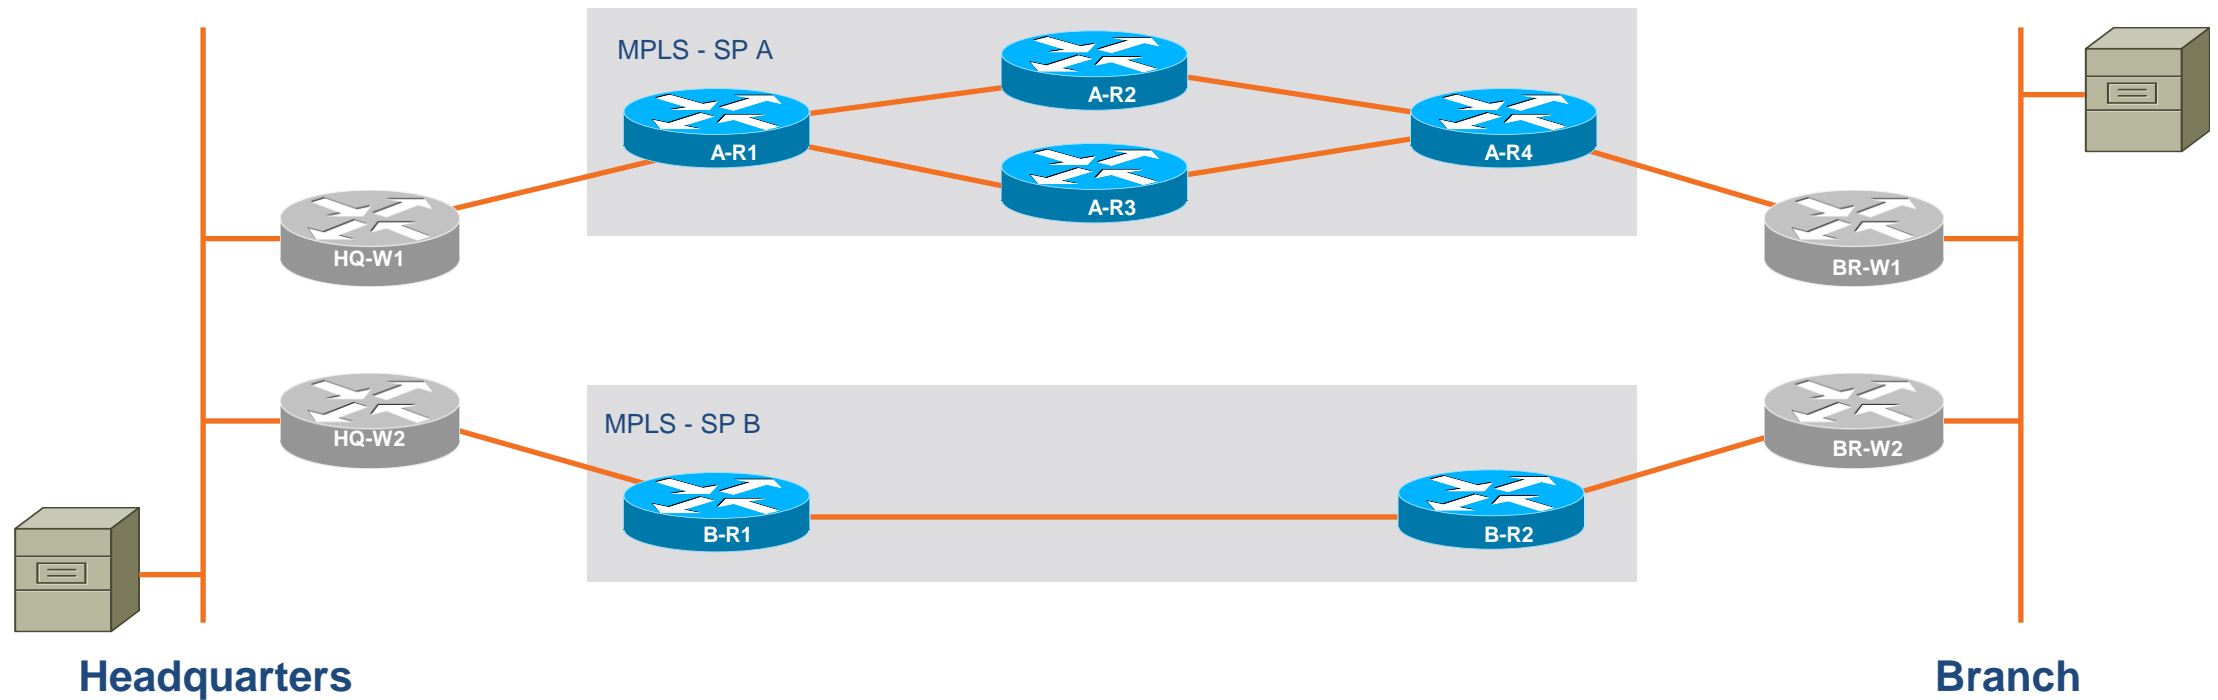 MPLS - SP A
A-R2
A-R1
A-R4
A-R3
HQ-W1
BR-W1
MPLS - SP B
HQ-W2
BR-W2
B-R1
B-R2
Headquarters
Branch